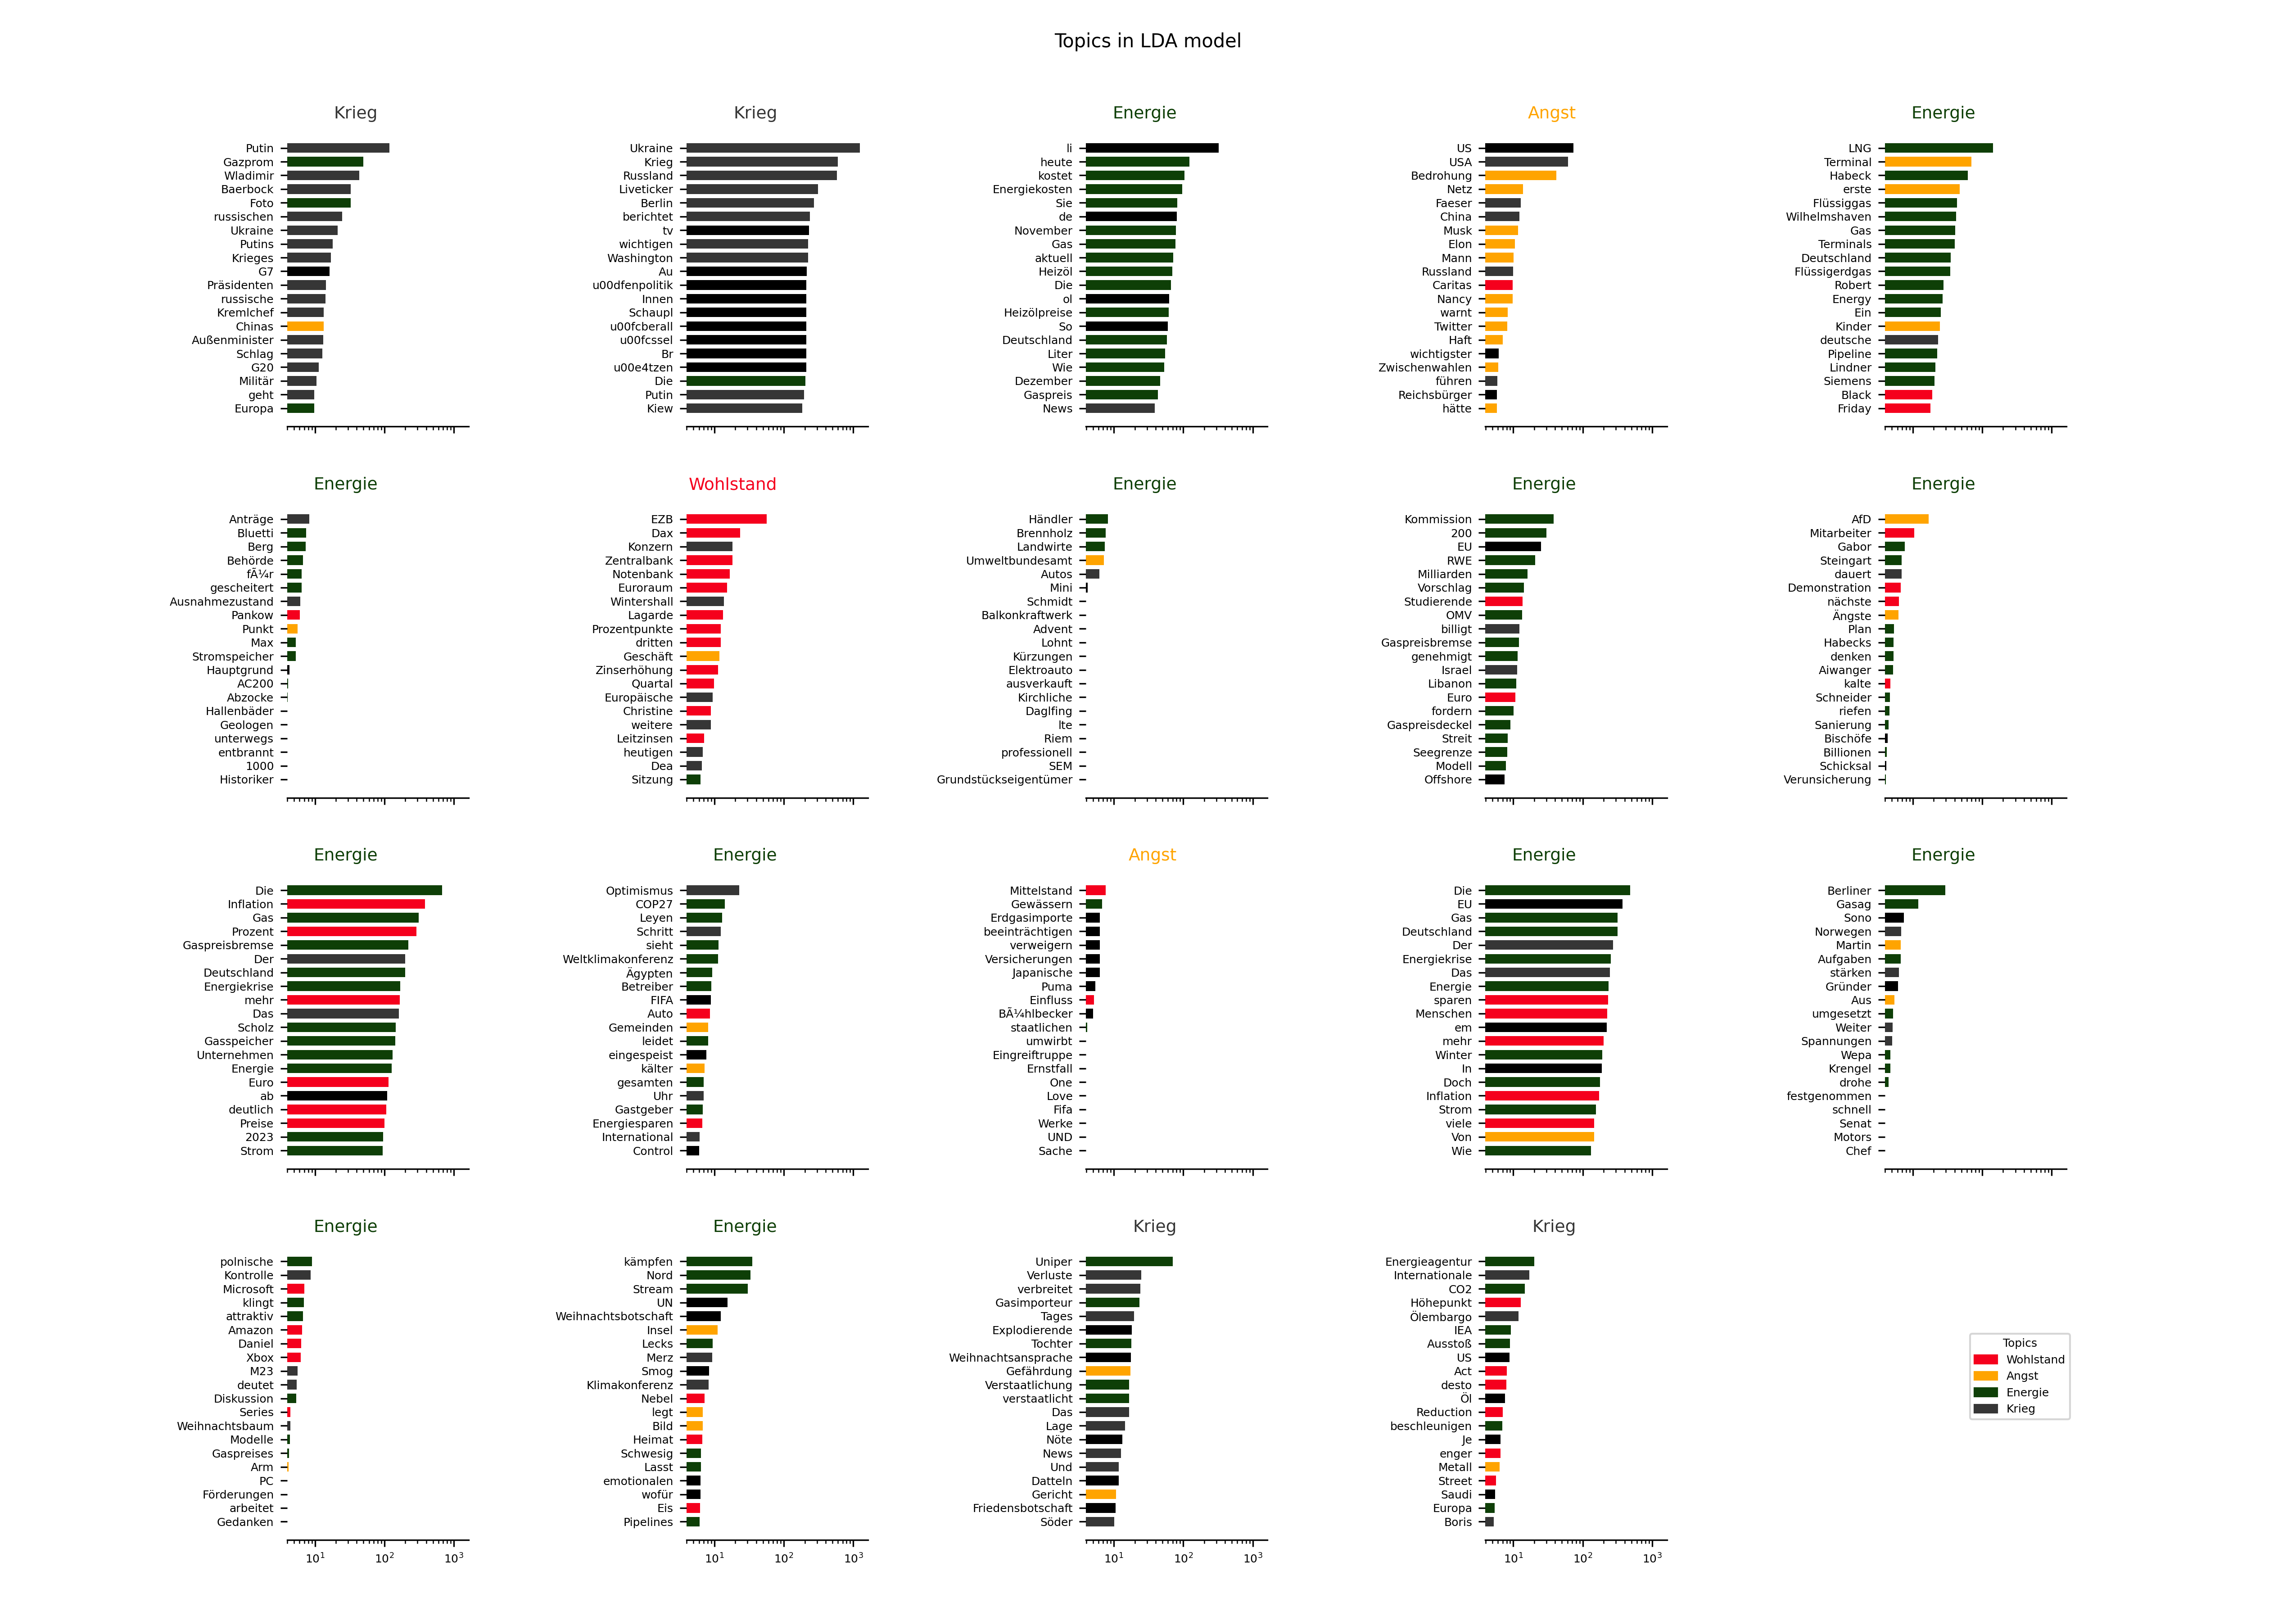 Topics in LDA model
Krieg
Putin
Gazprom
Wladimir
Baerbock
Foto
russischen
Ukraine
Putins
Krieges
G7
Präsidenten
russische
Kremlchef
Chinas
Außenminister
Schlag
G20
Militär
geht
Europa
Krieg
Ukraine
Krieg
Russland
Liveticker
Berlin
berichtet
tv
wichtigen
Washington
Au
u00dfenpolitik
Innen
Schaupl
u00fcberall
u00fcssel
Br
u00e4tzen
Die
Putin
Kiew
Energie
li
heute
kostet
Energiekosten
Sie
de
November
Gas
aktuell
Heizöl
Die
ol
Heizölpreise
So
Deutschland
Liter
Wie
Dezember
Gaspreis
News
Angst
US
USA
Bedrohung
Netz
Faeser
China
Musk
Elon
Mann
Russland
Caritas
Nancy
warnt
Twitter
Haft
wichtigster
Zwischenwahlen
führen
Reichsbürger
hätte
Energie
LNG
Terminal
Habeck
erste
Flüssiggas
Wilhelmshaven
Gas
Terminals
Deutschland
Flüssigerdgas
Robert
Energy
Ein
Kinder
deutsche
Pipeline
Lindner
Siemens
Black
Friday
Energie
Anträge
Bluetti
Berg
Behörde
fÃ¼r
gescheitert
Ausnahmezustand
Pankow
Punkt
Max
Stromspeicher
Hauptgrund
AC200
Abzocke
Hallenbäder
Geologen
unterwegs
entbrannt
1000
Historiker
Wohlstand
EZB
Dax
Konzern
Zentralbank
Notenbank
Euroraum
Wintershall
Lagarde
Prozentpunkte
dritten
Geschäft
Zinserhöhung
Quartal
Europäische
Christine
weitere
Leitzinsen
heutigen
Dea
Sitzung
Energie
Händler
Brennholz
Landwirte
Umweltbundesamt
Autos
Mini
Schmidt
Balkonkraftwerk
Advent
Lohnt
Kürzungen
Elektroauto
ausverkauft
Kirchliche
Daglfing
lte
Riem
professionell
SEM
Grundstückseigentümer
Energie
Kommission
200
EU
RWE
Milliarden
Vorschlag
Studierende
OMV
billigt
Gaspreisbremse
genehmigt
Israel
Libanon
Euro
fordern
Gaspreisdeckel
Streit
Seegrenze
Modell
Offshore
Energie
AfD
Mitarbeiter
Gabor
Steingart
dauert
Demonstration
nächste
Ängste
Plan
Habecks
denken
Aiwanger
kalte
Schneider
riefen
Sanierung
Bischöfe
Billionen
Schicksal
Verunsicherung
Energie
Die
Inflation
Gas
Prozent
Gaspreisbremse
Der
Deutschland
Energiekrise
mehr
Das
Scholz
Gasspeicher
Unternehmen
Energie
Euro
ab
deutlich
Preise
2023
Strom
Energie
Optimismus
COP27
Leyen
Schritt
sieht
Weltklimakonferenz
Ägypten
Betreiber
FIFA
Auto
Gemeinden
leidet
eingespeist
kälter
gesamten
Uhr
Gastgeber
Energiesparen
International
Control
Angst
Mittelstand
Gewässern
Erdgasimporte
beeinträchtigen
verweigern
Versicherungen
Japanische
Puma
Einfluss
BÃ¼hlbecker
staatlichen
umwirbt
Eingreiftruppe
Ernstfall
One
Love
Fifa
Werke
UND
Sache
Energie
Die
EU
Gas
Deutschland
Der
Energiekrise
Das
Energie
sparen
Menschen
em
mehr
Winter
In
Doch
Inflation
Strom
viele
Von
Wie
Energie
Berliner
Gasag
Sono
Norwegen
Martin
Aufgaben
stärken
Gründer
Aus
umgesetzt
Weiter
Spannungen
Wepa
Krengel
drohe
festgenommen
schnell
Senat
Motors
Chef
Energie
polnische
Kontrolle
Microsoft
klingt
attraktiv
Amazon
Daniel
Xbox
M23
deutet
Diskussion
Series
Weihnachtsbaum
Modelle
Gaspreises
Arm
PC
Förderungen
arbeitet
Gedanken
10¹ 10² 10³
Energie
kämpfen
Nord
Stream
UN
Weihnachtsbotschaft
Insel
Lecks
Merz
Smog
Klimakonferenz
Nebel
legt
Bild
Heimat
Schwesig
Lasst
emotionalen
wofür
Eis
Pipelines
10¹ 10² 10³
Krieg
Uniper
Verluste
verbreitet
Gasimporteur
Tages
Explodierende
Tochter
Weihnachtsansprache
Gefährdung
Verstaatlichung
verstaatlicht
Das
Lage
Nöte
News
Und
Datteln
Gericht
Friedensbotschaft
Söder
10¹ 10² 10³
Krieg
Energieagentur
Internationale
CO2
Höhepunkt
Ölembargo
IEA
Ausstoß
US
Act
desto
Öl
Reduction
beschleunigen
Je
enger
Metall
Street
Saudi
Europa
Boris
10¹ 10² 10³
Topics
Wohlstand
Angst
Energie
Krieg